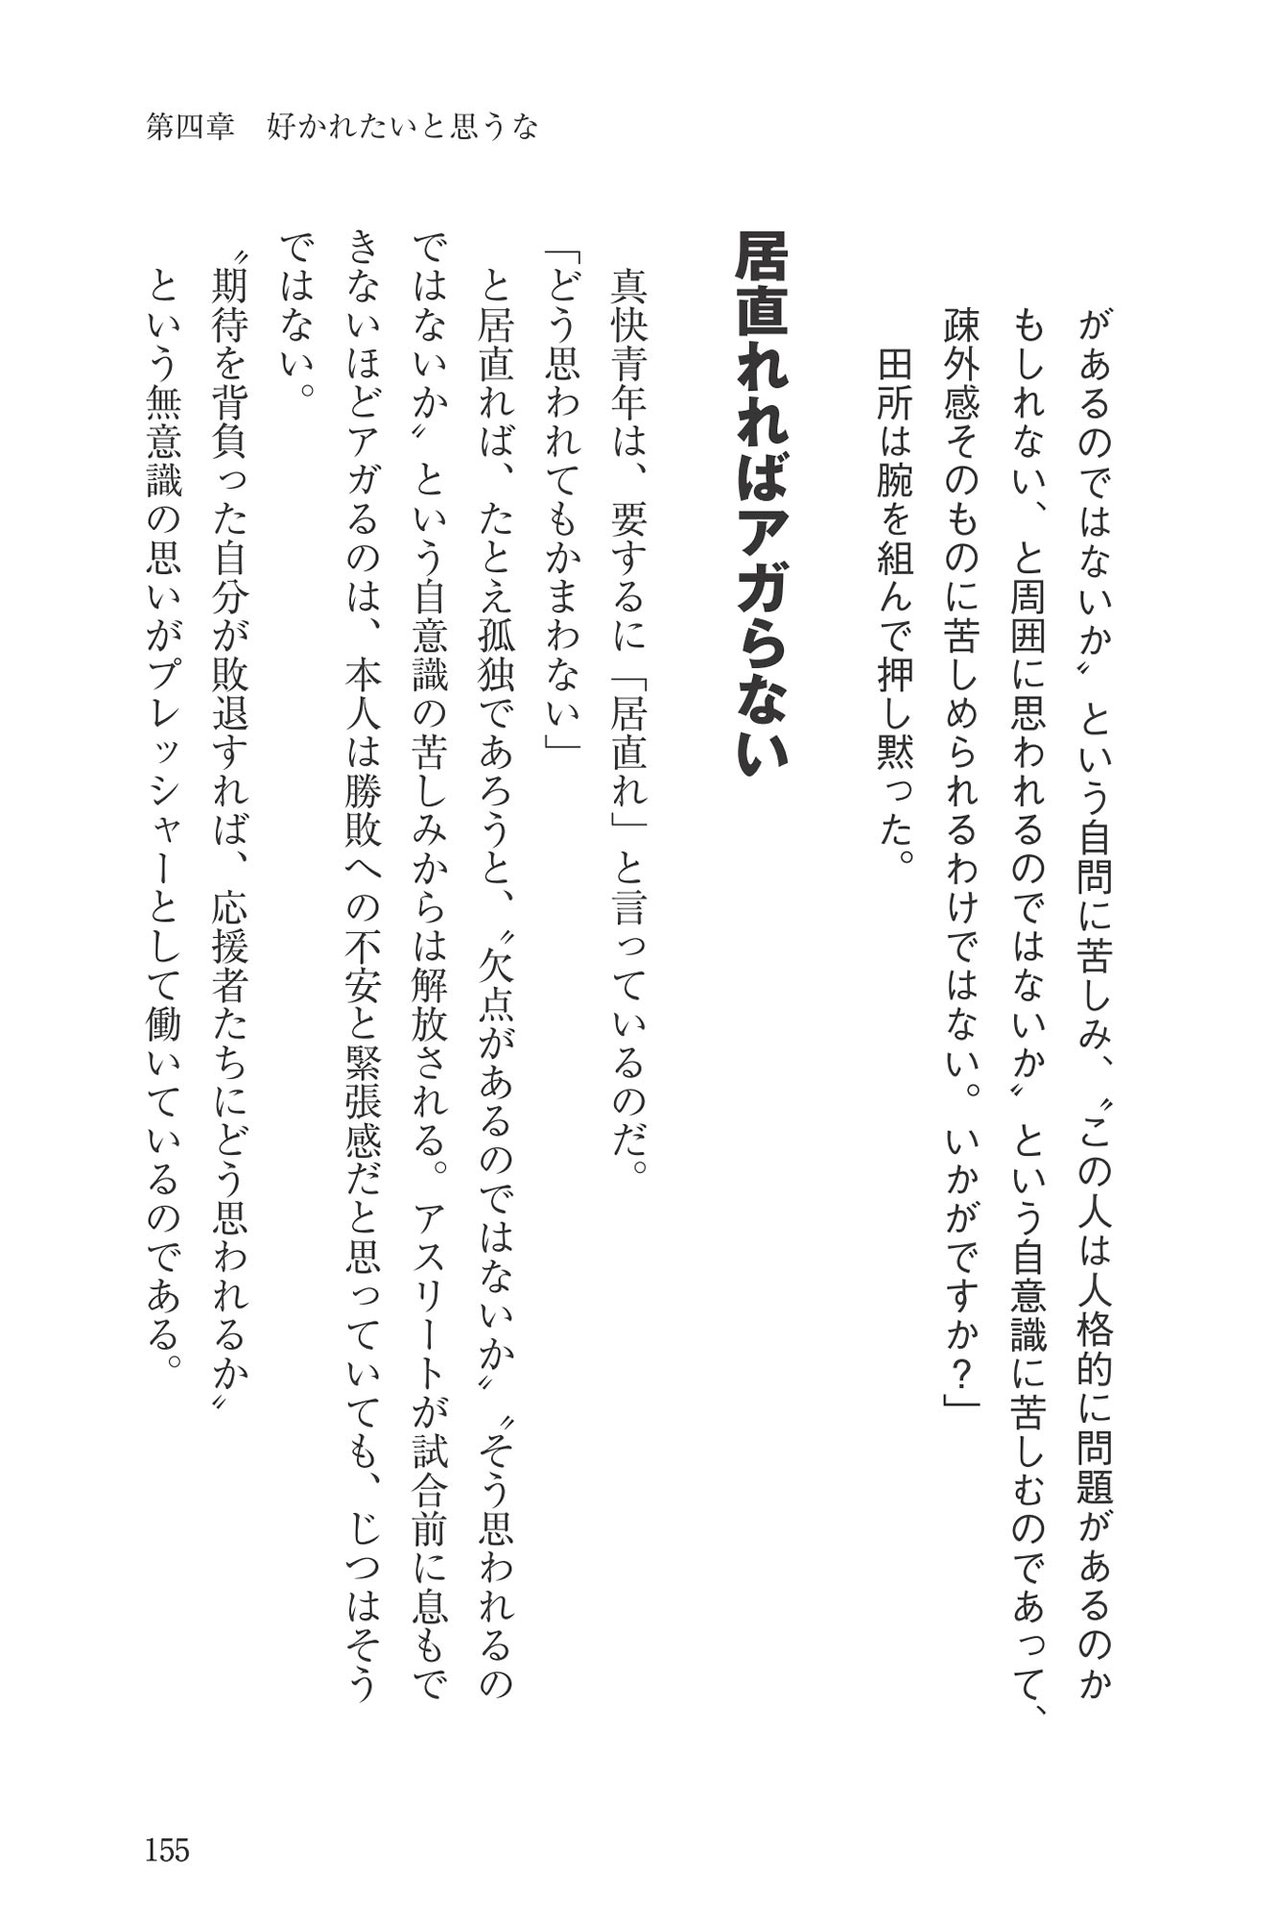 第四章　好かれたいと思うな
があるのではないか〟という自問に苦しみ、〝この人は人格的に問題があるのか
もしれない、と周囲に思われるのではないか〟という自意識に苦しむのであって、
疎外感そのものに苦しめられるわけではない。いかがですか？」
田所は腕を組んで押し黙った。
居直れればアガらない
真快青年は、要するに「居直れ」と言っているのだ。
「どう思われてもかまわない」
と居直れば、たとえ孤独であろうと、〝欠点があるのではないか〟〝そう思われるの
ではないか〟という自意識の苦しみからは解放される。アスリートが試合前に息もで
きないほどアガるのは、本人は勝敗への不安と緊張感だと思っていても、じつはそう
ではない。
〝期待を背負った自分が敗退すれば、応援者たちにどう思われるか〟
という無意識の思いがプレッシャーとして働いているのである。
155